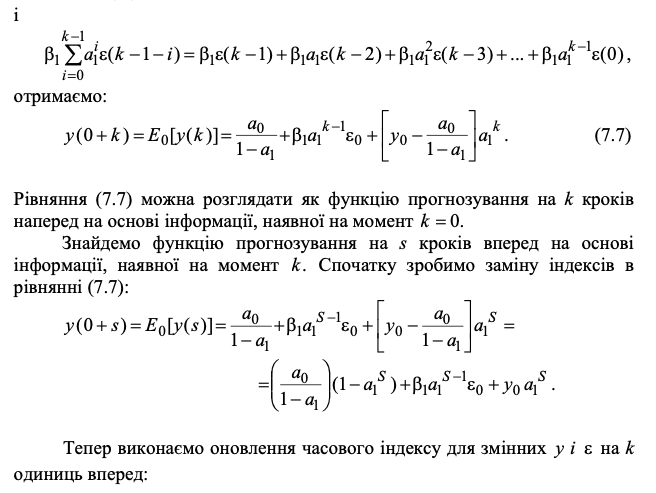 і
β₁ ∑_{i=0}^{k−1} a₁^i ε(k−1−i) = β₁ε(k−1) + β₁a₁ε(k−2) + β₁a₁²ε(k−3) + ... + β₁a₁^{k−1}ε(0),
отримаємо:
y(0+k) = E₀[y(k)] = a₀/(1−a₁) + β₁a₁^{k−1}ε₀ + [y₀ − a₀/(1−a₁)] a₁^k . (7.7)
Рівняння (7.7) можна розглядати як функцію прогнозування на k кроків
наперед на основі інформації, наявної на момент k = 0.
Знайдемо функцію прогнозування на s кроків вперед на основі
інформації, наявної на момент k. Спочатку зробимо заміну індексів в
рівнянні (7.7):
y(0+s) = E₀[y(s)] = a₀/(1−a₁) + β₁a₁^{S−1}ε₀ + [y₀ − a₀/(1−a₁)] a₁^S =
= (a₀/(1−a₁)) (1−a₁^S) + β₁a₁^{S−1}ε₀ + y₀ a₁^S .
Тепер виконаємо оновлення часового індексу для змінних y і ε на k
одиниць вперед: